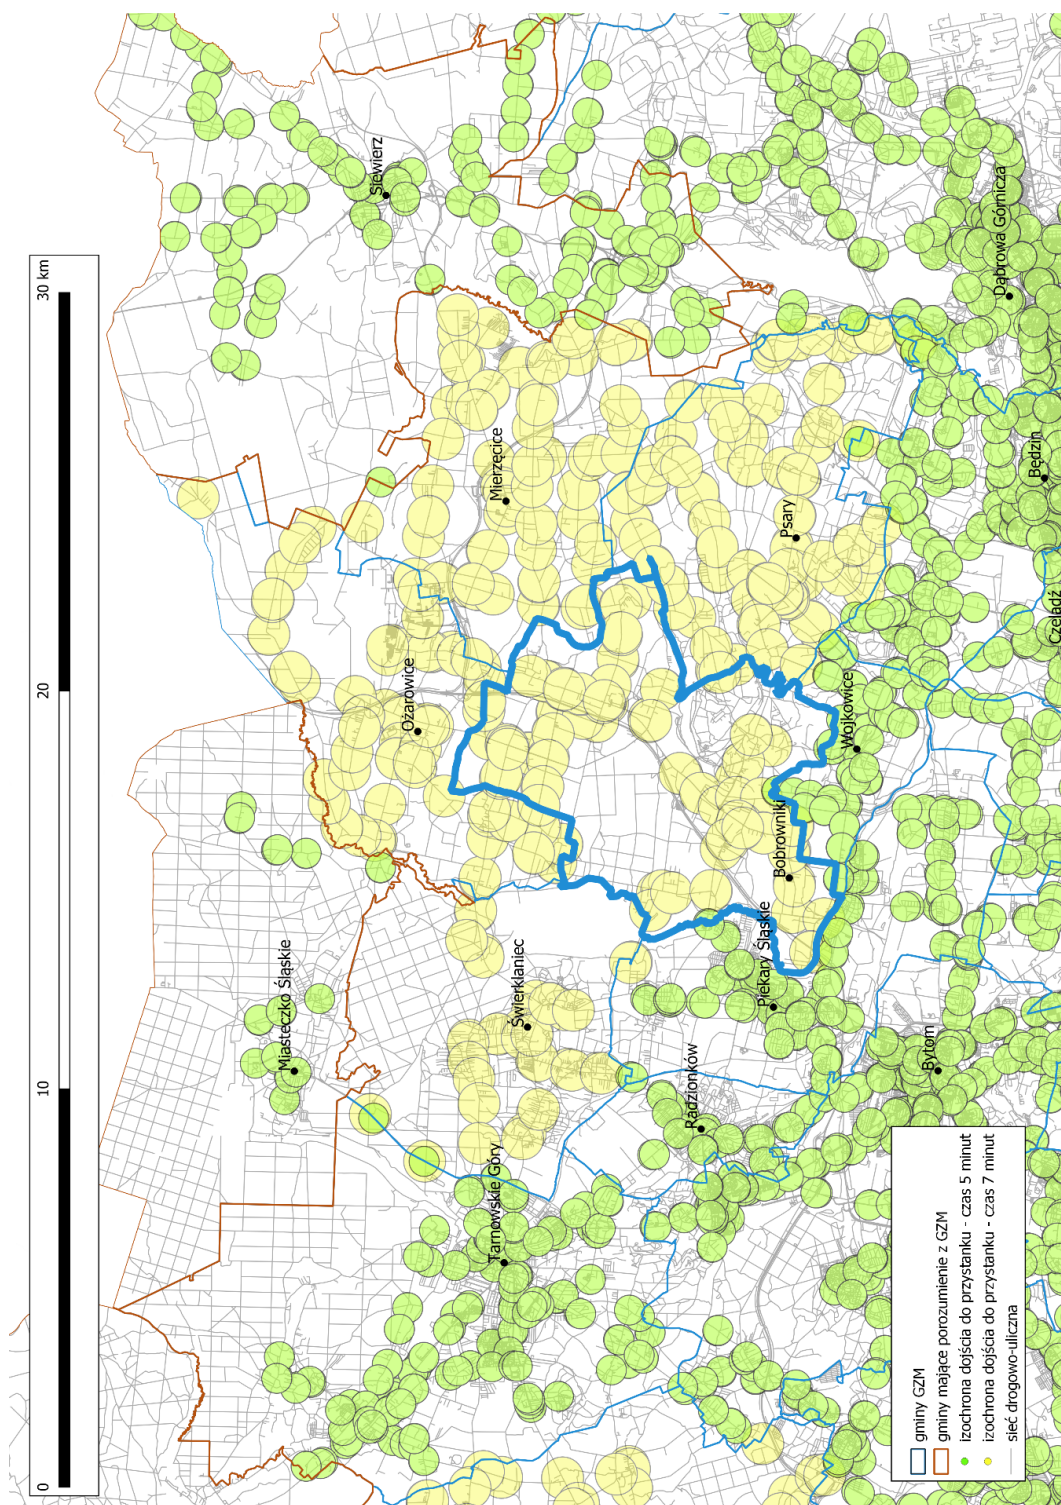 0
10
20
30 km
Miasteczko Śląskie
Siewierz
Ożarowice
Mierzęcice
Tarnowskie Góry
Świerklaniec
Radzionków
Piekary Śląskie
Bobrowniki
Wojkowice
Psary
Bytom
Dąbrowa Górnicza
Będzin
Czeladź
gminy GZM
gminy mające porozumienie z GZM
izochrona dojścia do przystanku - czas 5 minut
izochrona dojścia do przystanku - czas 7 minut
sieć drogowo-uliczna